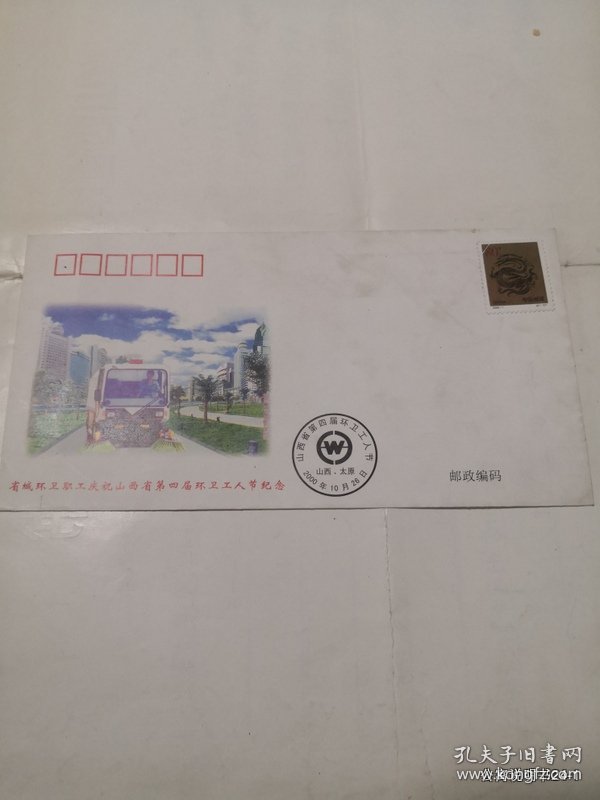 省城环卫职工庆祝山西省第四届环卫工人节纪念
山西省第四届环卫工人节
W
山西、太原
2000年10月26日
邮政编码
孔夫子旧书网